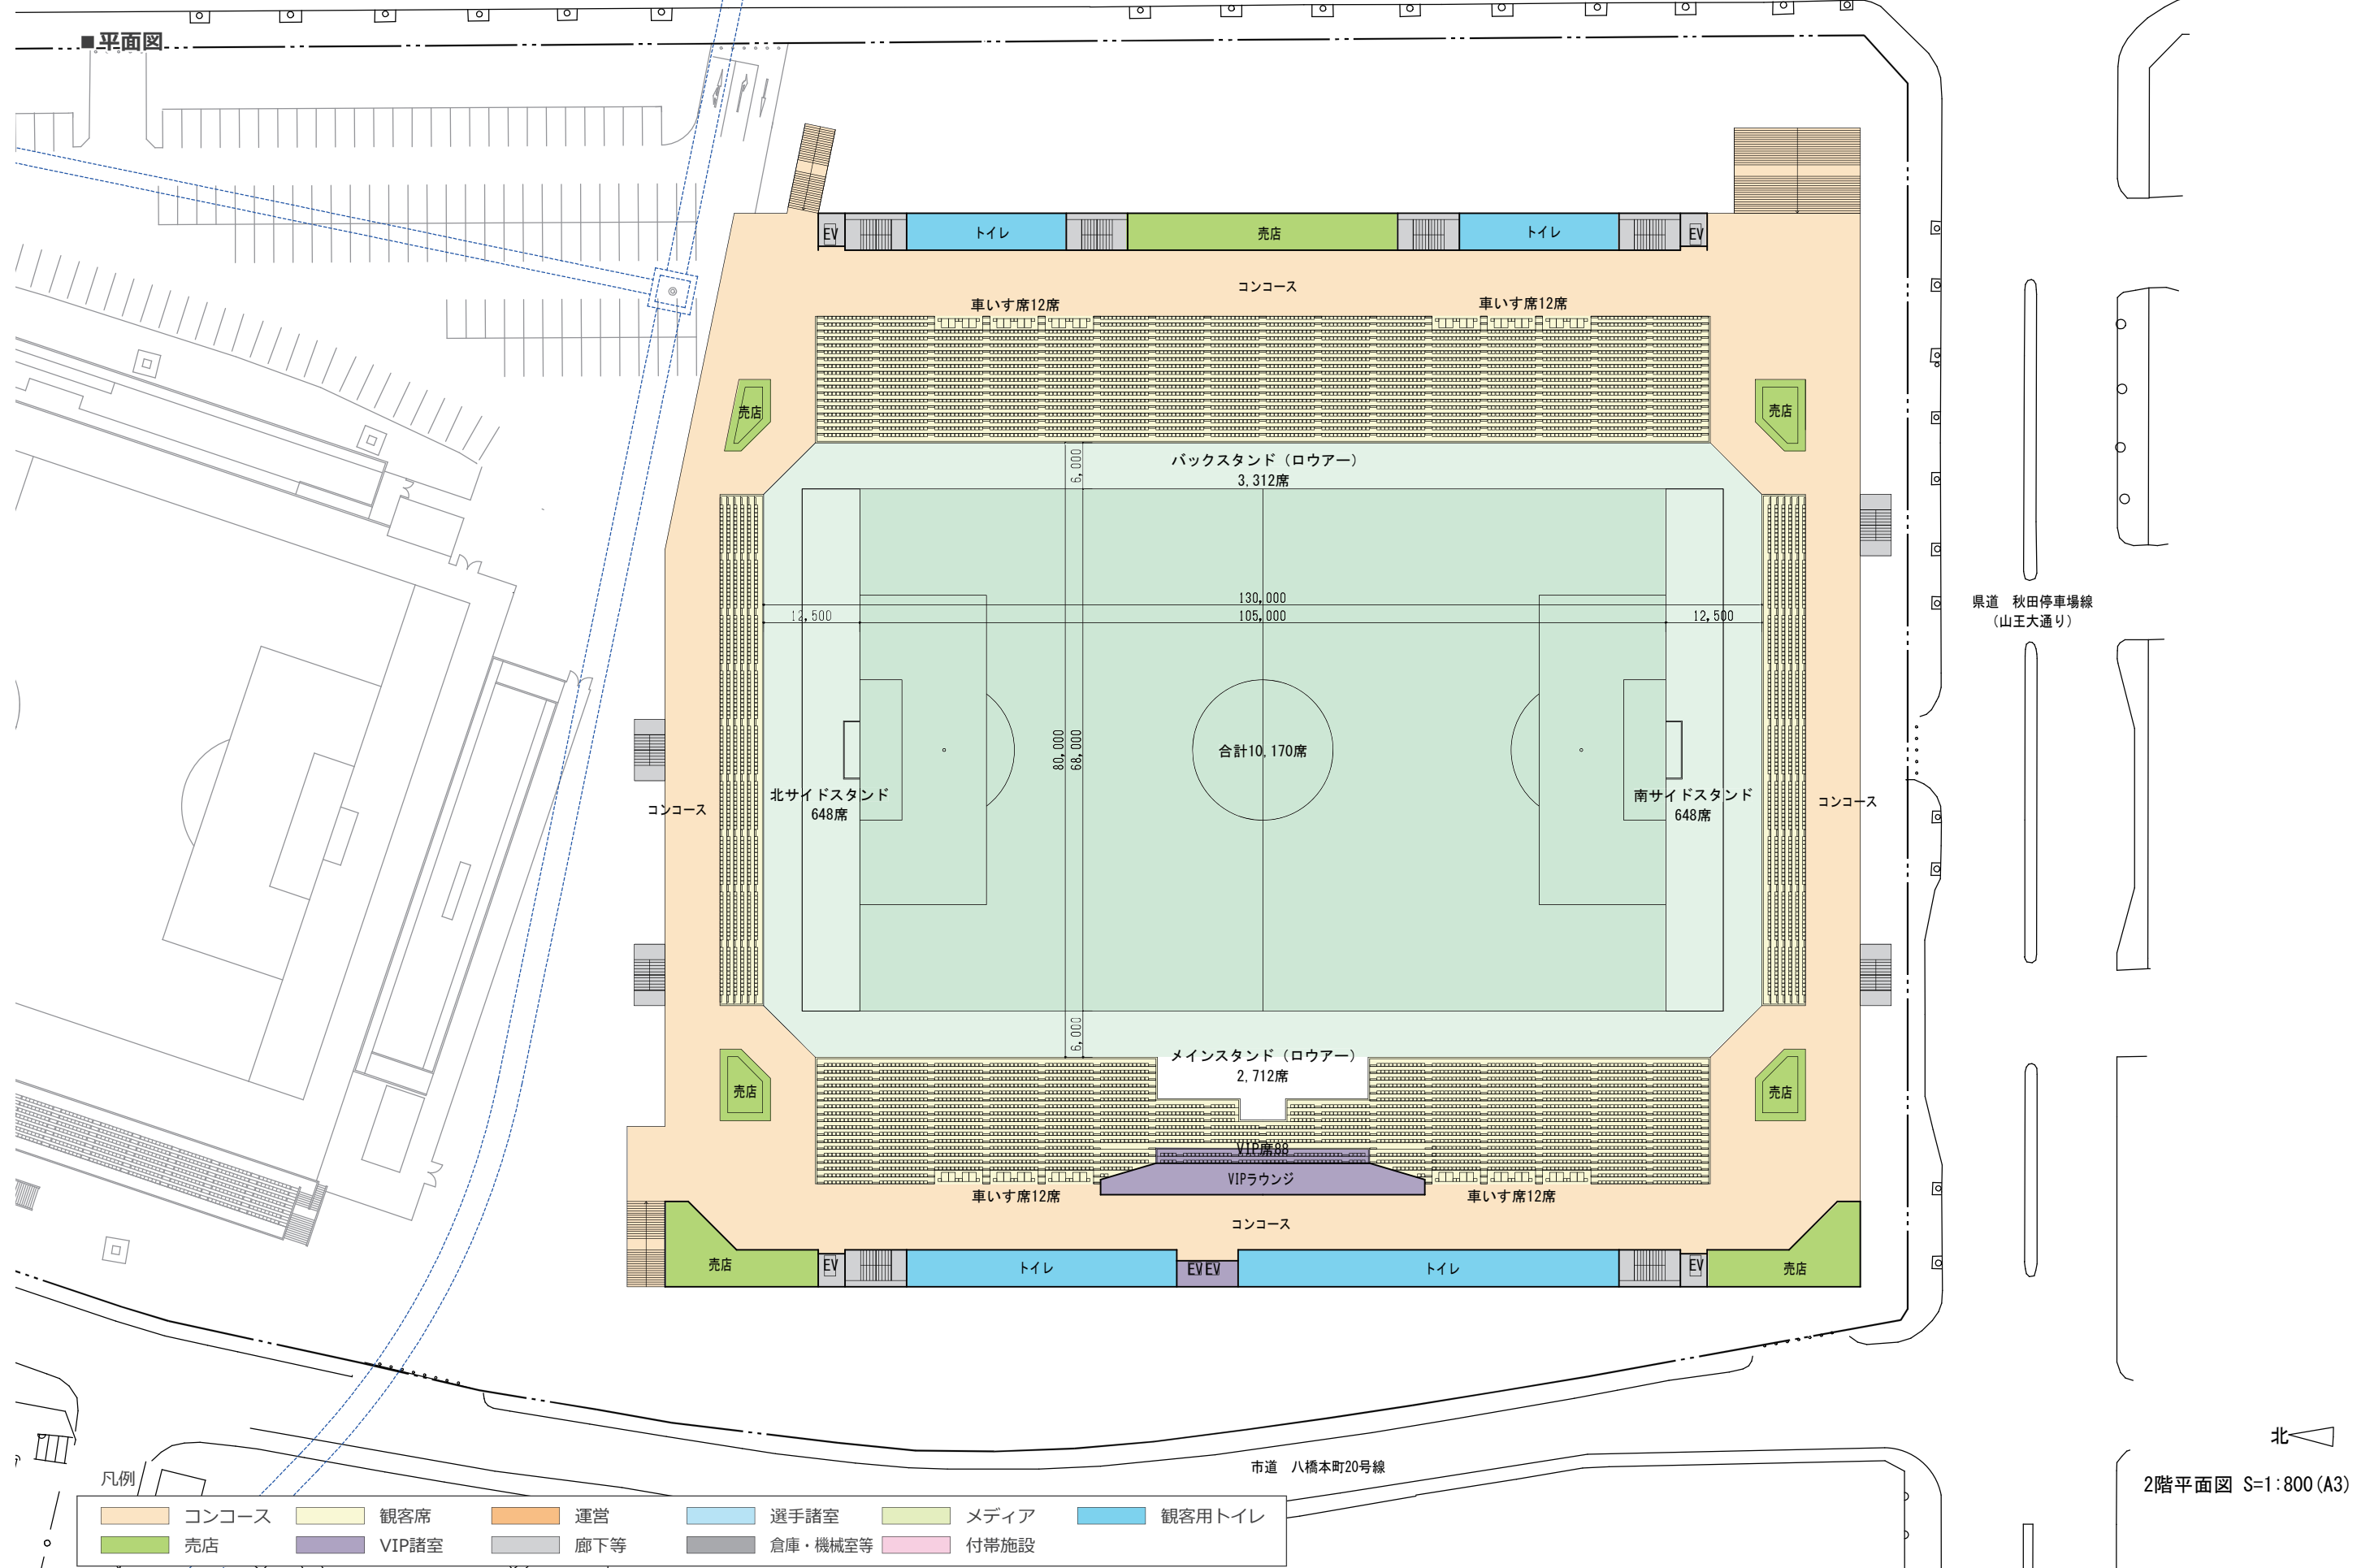 ■平面図
EV
トイレ
売店
トイレ
EV
コンコース
車いす席12席
車いす席12席
売店
売店
バックスタンド（ロウアー）
3,312席
6,000
130,000
12,500
105,000
12,500
県道　秋田停車場線
（山王大通り）
80,000
68,000
合計10,170席
北サイドスタンド
648席
南サイドスタンド
648席
コンコース
コンコース
6,000
メインスタンド（ロウアー）
2,712席
売店
売店
VIP席88
VIPラウンジ
車いす席12席
車いす席12席
コンコース
売店
EV
トイレ
EV EV
トイレ
EV
売店
北
市道　八橋本町20号線
2階平面図 S=1:800(A3)
凡例
コンコース
観客席
運営
選手諸室
メディア
観客用トイレ
売店
VIP諸室
廊下等
倉庫・機械室等
付帯施設